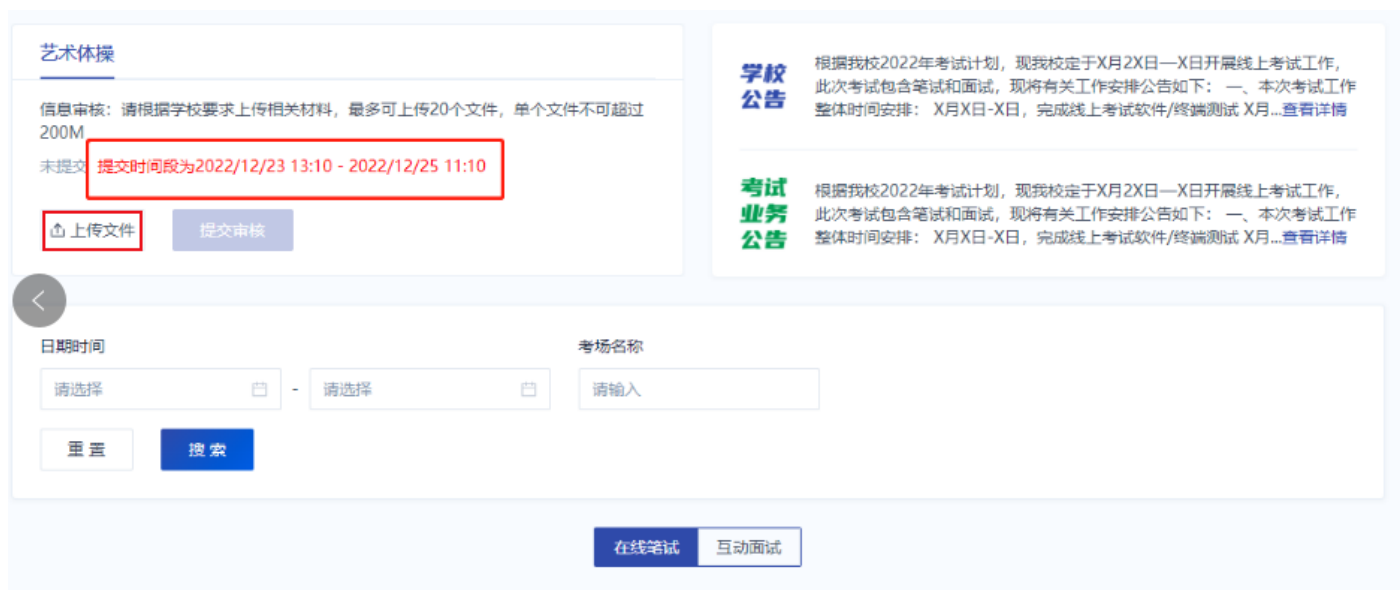 艺术体操
信息审核：请根据学校要求上传相关材料，最多可上传20个文件，单个文件不可超过
200M
未提交 提交时间段为2022/12/23 13:10 - 2022/12/25 11:10
上传文件
提交审核
学校
公告
根据我校2022年考试计划，现我校定于X月2X日—X日开展线上考试工作，
此次考试包含笔试和面试，现将有关工作安排公告如下： 一、本次考试工作
整体时间安排： X月X日-X日，完成线上考试软件/终端测试 X月...查看详情
考试
业务
公告
根据我校2022年考试计划，现我校定于X月2X日—X日开展线上考试工作，
此次考试包含笔试和面试，现将有关工作安排公告如下： 一、本次考试工作
整体时间安排： X月X日-X日，完成线上考试软件/终端测试 X月...查看详情
日期时间
考场名称
请选择 - 请选择
请输入
重 置
搜 索
在线笔试
互动面试